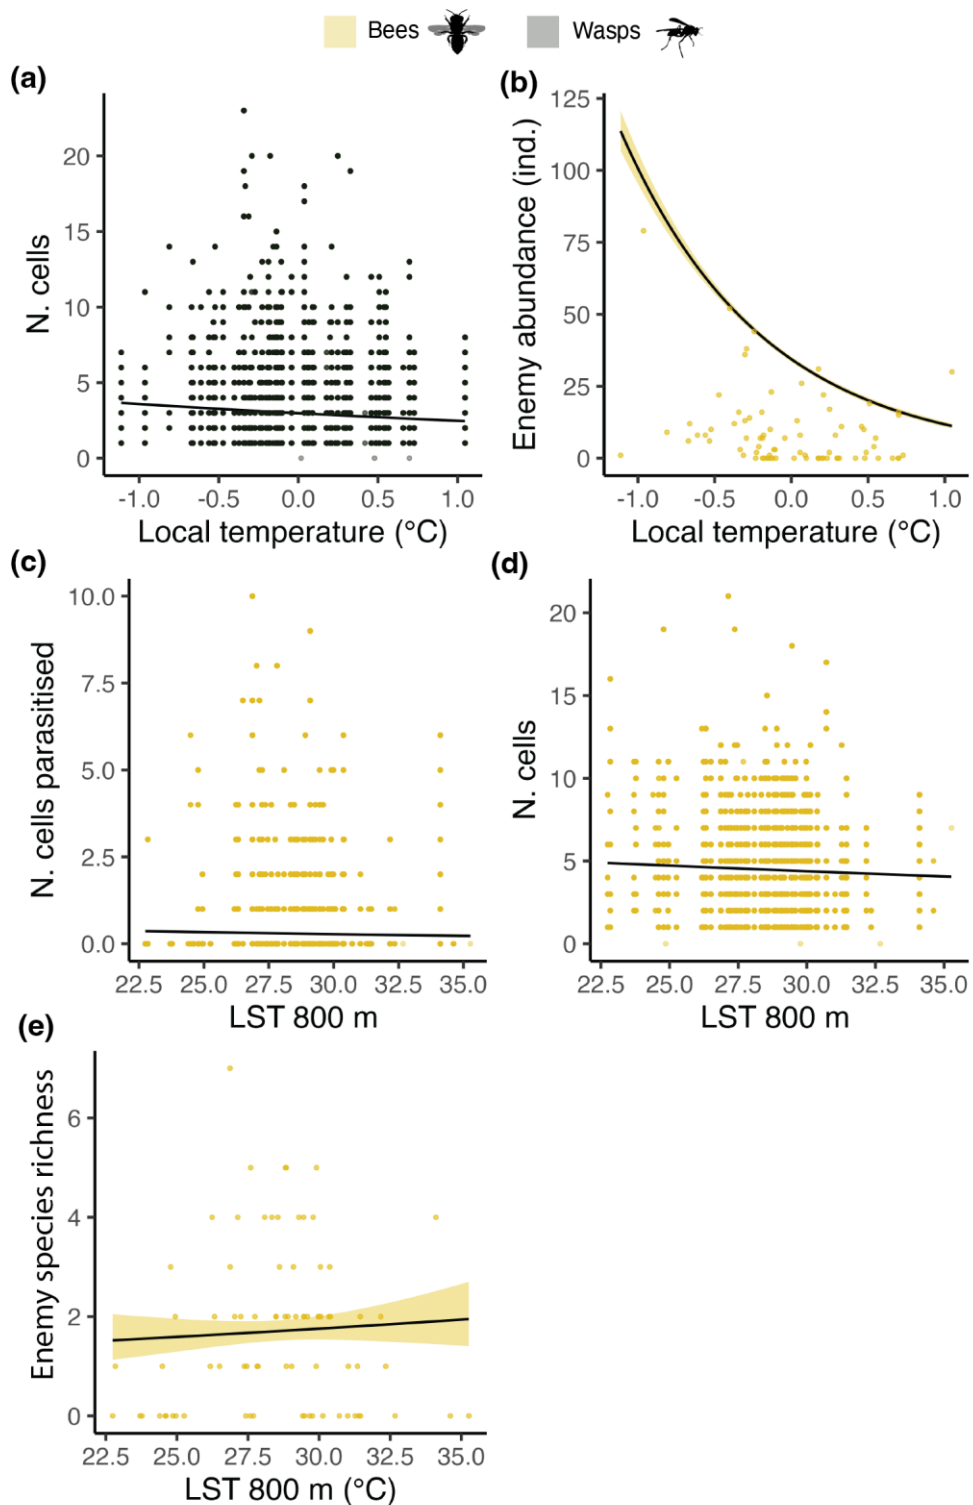 Bees Wasps
(a)
N. cells
20
15
10
5
0
-1.0 -0.5 0.0 0.5 1.0
Local temperature (°C)
(b)
Enemy abundance (ind.)
125
100
75
50
25
0
-1.0 -0.5 0.0 0.5 1.0
Local temperature (°C)
(c)
N. cells parasitised
10.0
7.5
5.0
2.5
0.0
22.5 25.0 27.5 30.0 32.5 35.0
LST 800 m
(d)
N. cells
20
15
10
5
0
22.5 25.0 27.5 30.0 32.5 35.0
LST 800 m
(e)
Enemy species richness
6
4
2
0
22.5 25.0 27.5 30.0 32.5 35.0
LST 800 m (°C)